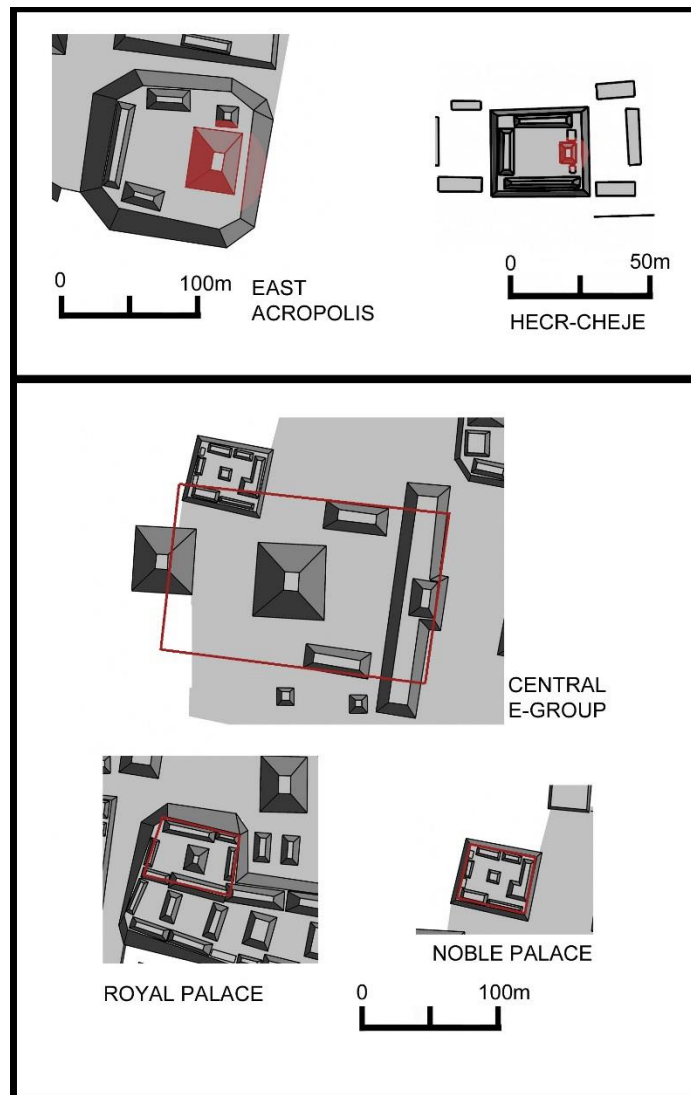 0 100m
EAST
ACROPOLIS
0 50m
HECR-CHEJE
CENTRAL
E-GROUP
ROYAL PALACE
NOBLE PALACE
0 100m